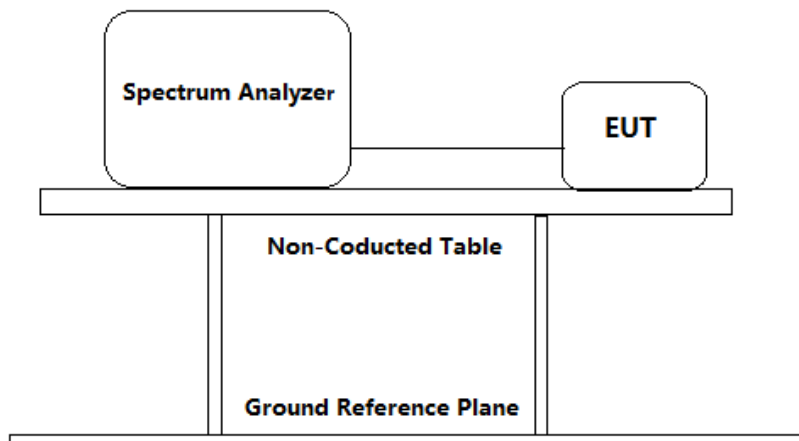 Spectrum Analyzer
EUT
Non-Coducted Table
Ground Reference Plane